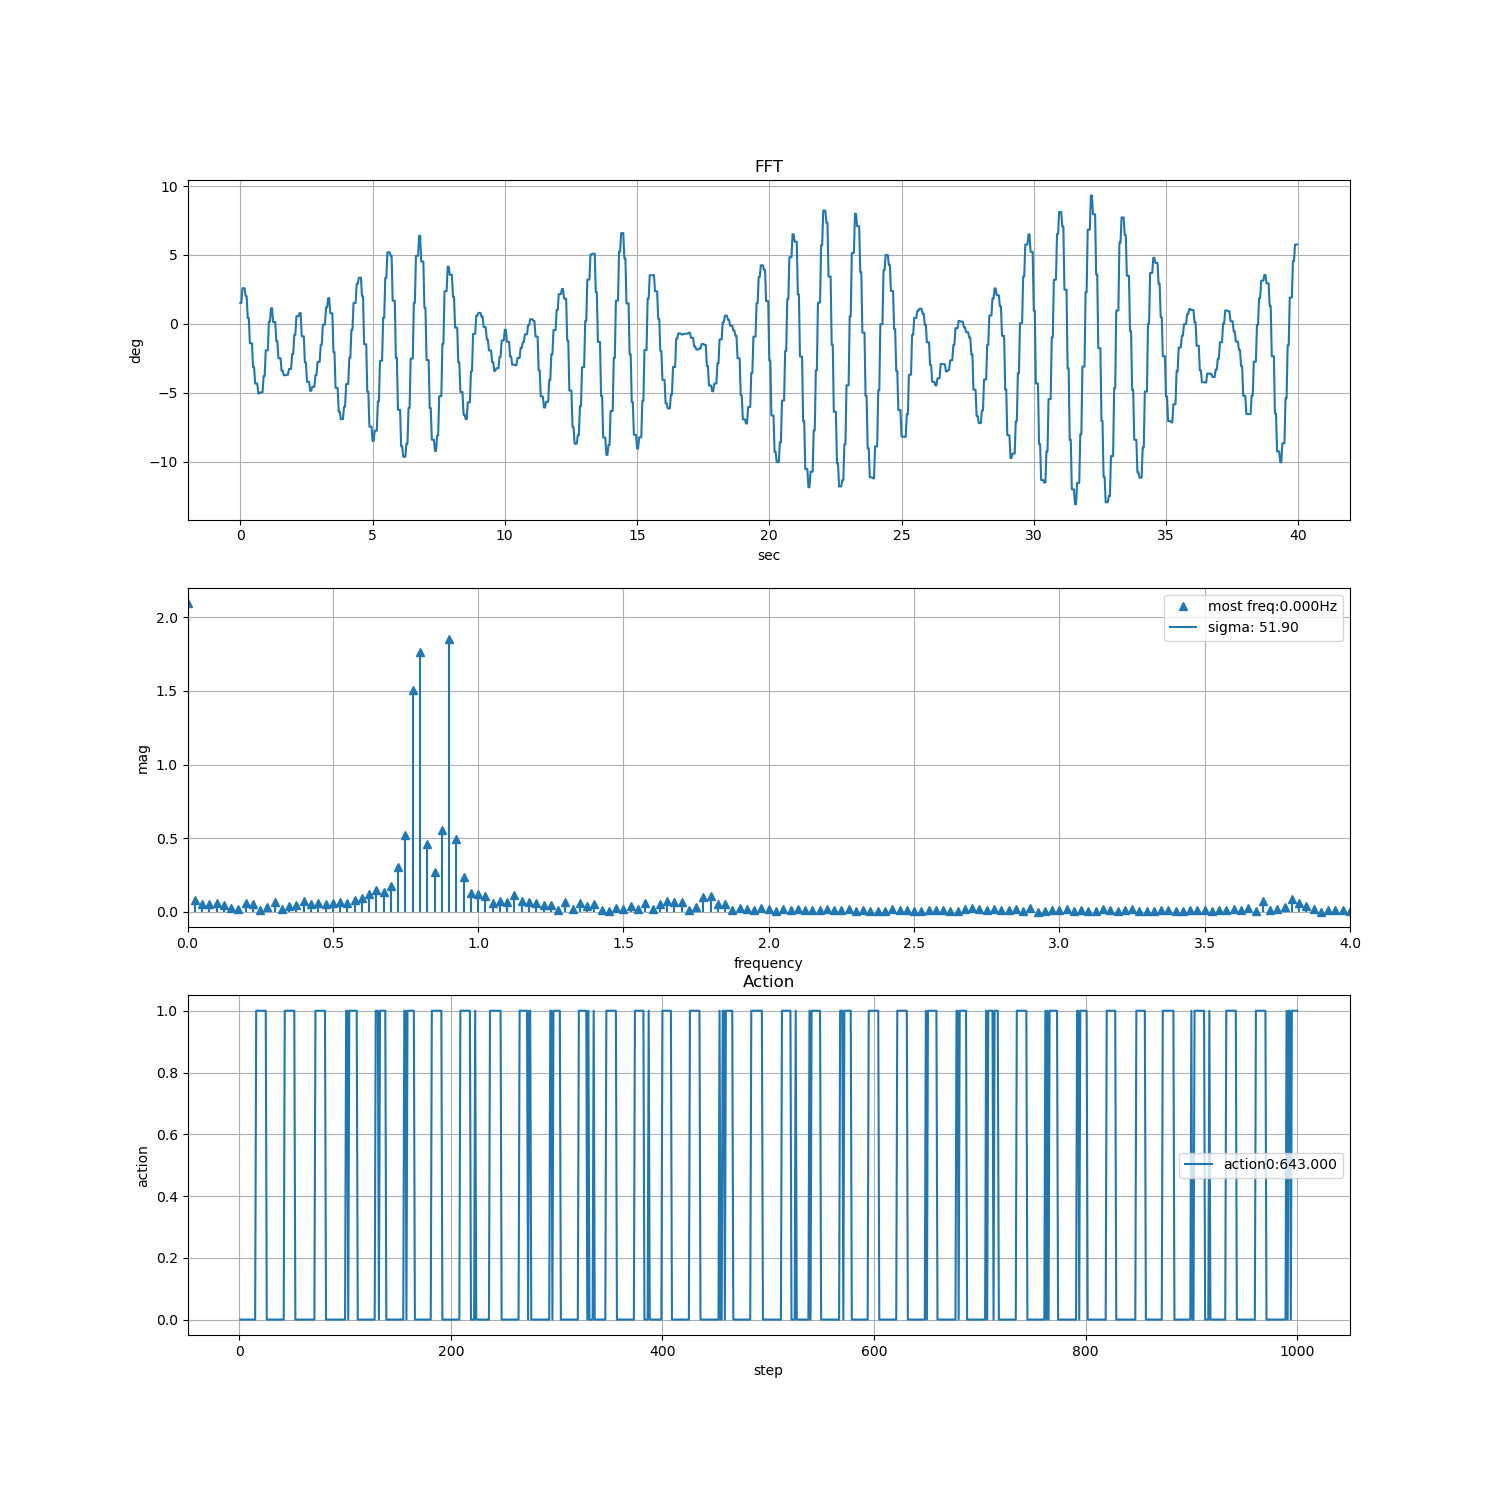 FFT
10
5
0
−5
−10
deg
0 5 10 15 20 25 30 35 40
sec
2.0
1.5
1.0
0.5
0.0
mag
most freq:0.000Hz
sigma: 51.90
0.0 0.5 1.0 1.5 2.0 2.5 3.0 3.5 4.0
frequency
Action
1.0
0.8
0.6
0.4
0.2
0.0
action
action0:643.000
0 200 400 600 800 1000
step